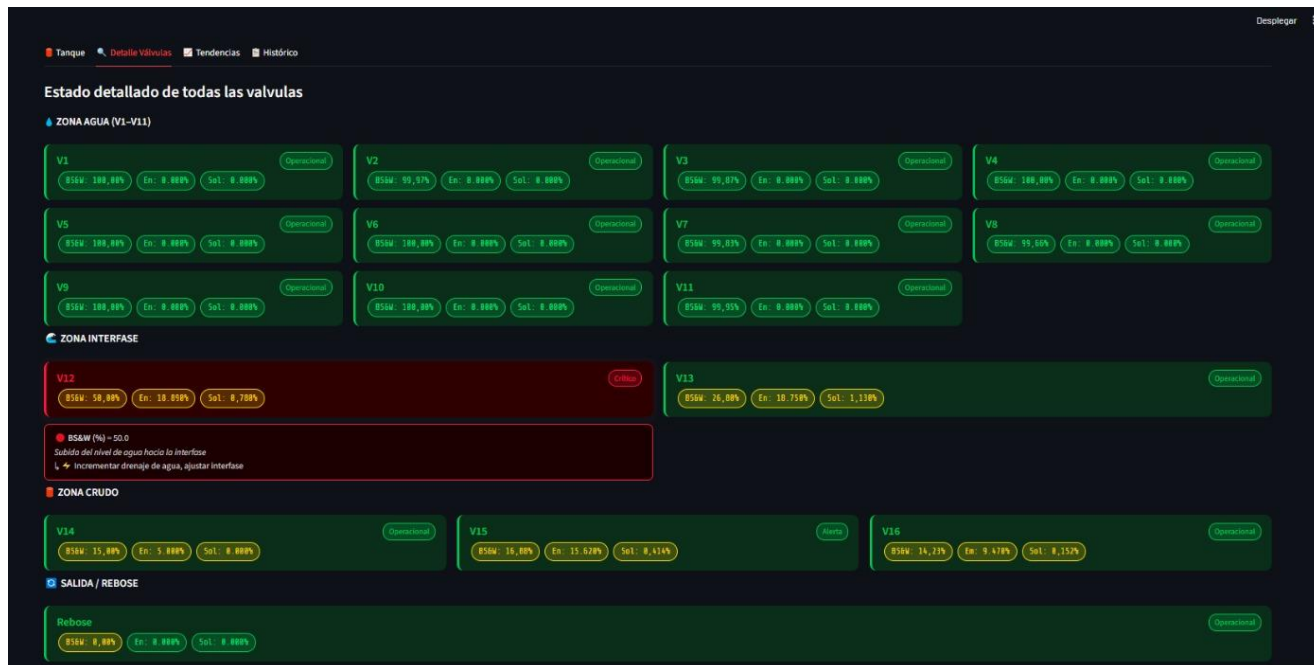 Desplegar
Tanque Detalle Válvulas Tendencias Histórico
Estado detallado de todas las valvulas
ZONA AGUA (V1–V11)
V1 Operacional
BS&W: 100,00% En: 0.000% Sol: 0.000%
V2 Operacional
BS&W: 99,97% En: 0.000% Sol: 0.000%
V3 Operacional
BS&W: 99,87% En: 0.000% Sol: 0.000%
V4 Operacional
BS&W: 100,00% En: 0.000% Sol: 0.000%
V5 Operacional
BS&W: 100,00% En: 0.000% Sol: 0.000%
V6 Operacional
BS&W: 100,00% En: 0.000% Sol: 0.000%
V7 Operacional
BS&W: 99,83% En: 0.000% Sol: 0.000%
V8 Operacional
BS&W: 99,66% En: 0.000% Sol: 0.000%
V9 Operacional
BS&W: 100,00% En: 0.000% Sol: 0.000%
V10 Operacional
BS&W: 100,00% En: 0.000% Sol: 0.000%
V11 Operacional
BS&W: 99,95% En: 0.000% Sol: 0.000%
ZONA INTERFASE
V12 Crítico
BS&W: 50,00% En: 18.890% Sol: 0,780%
V13 Operacional
BS&W: 26,80% En: 18.750% Sol: 1,130%
BS&W (%) = 50.0
Subida del nivel de agua hacia la interfase
↳ Incrementar drenaje de agua, ajustar interfase
ZONA CRUDO
V14 Operacional
BS&W: 15,00% En: 5.000% Sol: 0.000%
V15 Alerta
BS&W: 16,80% En: 15.620% Sol: 0,414%
V16 Operacional
BS&W: 14,23% Em: 9.470% Sol: 0,152%
SALIDA / REBOSE
Rebose Operacional
BS&W: 0,00% En: 0.000% Sol: 0.000%